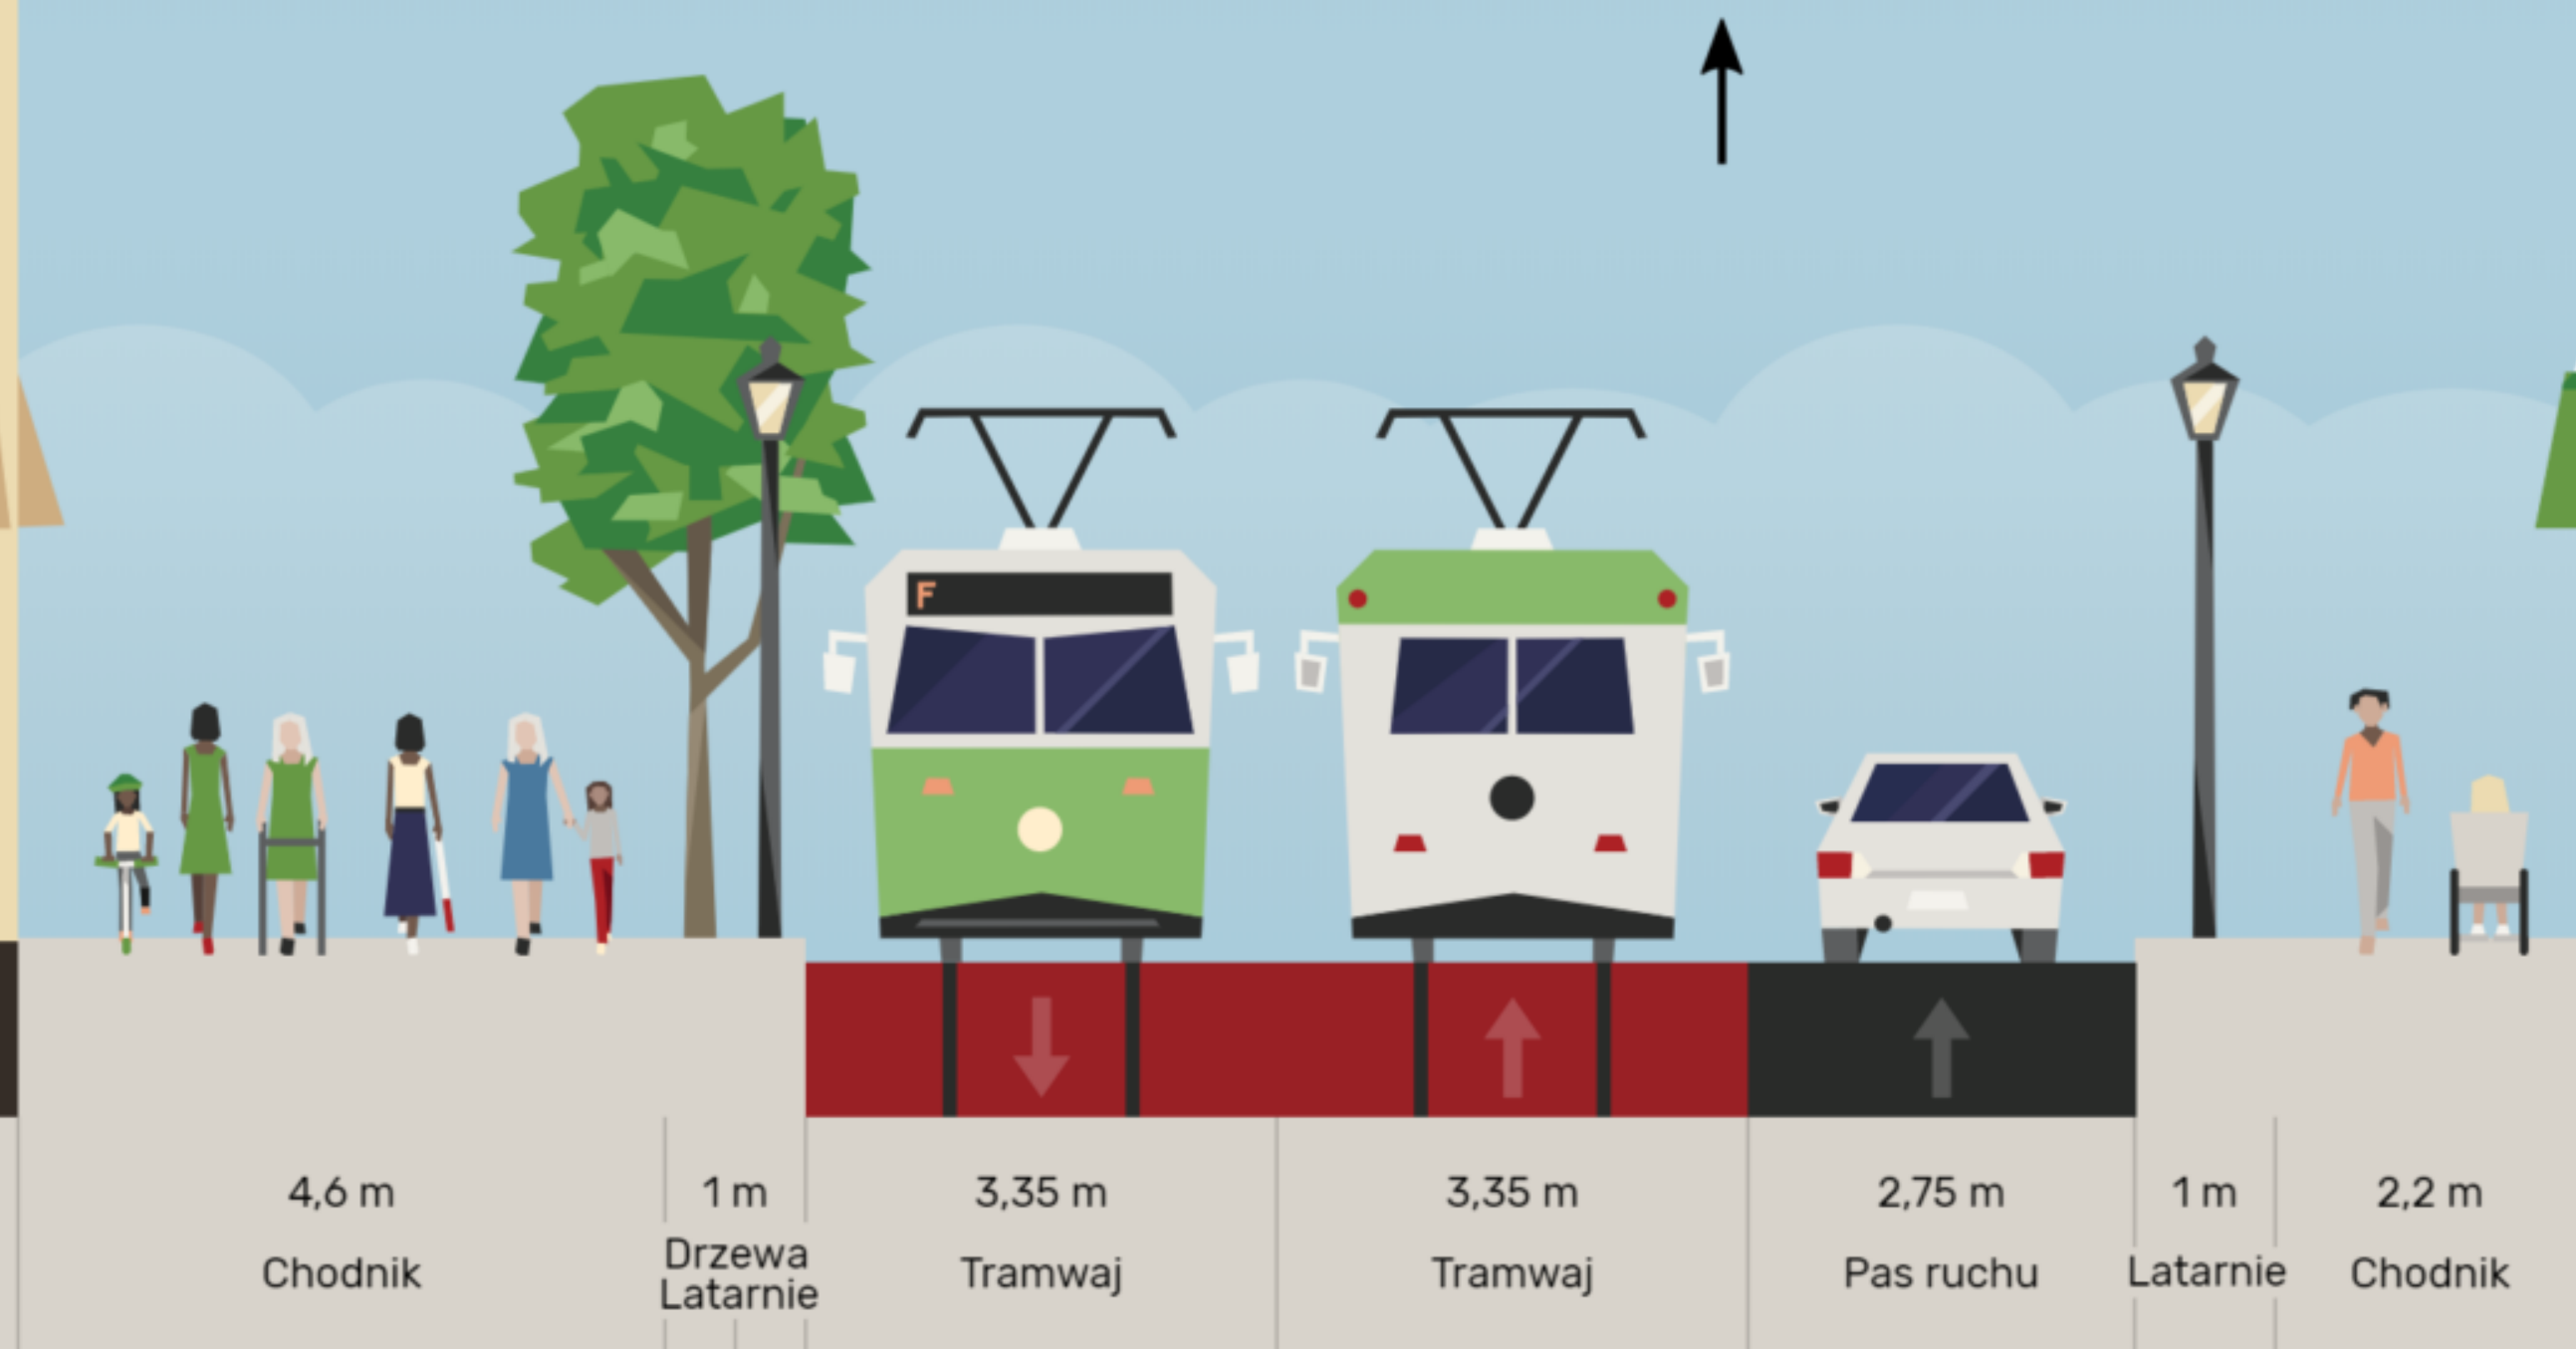 F
4,6 m
1 m
3,35 m
3,35 m
2,75 m
1 m
2,2 m
Chodnik
Drzewa
Latarnie
Tramwaj
Tramwaj
Pas ruchu
Latarnie
Chodnik